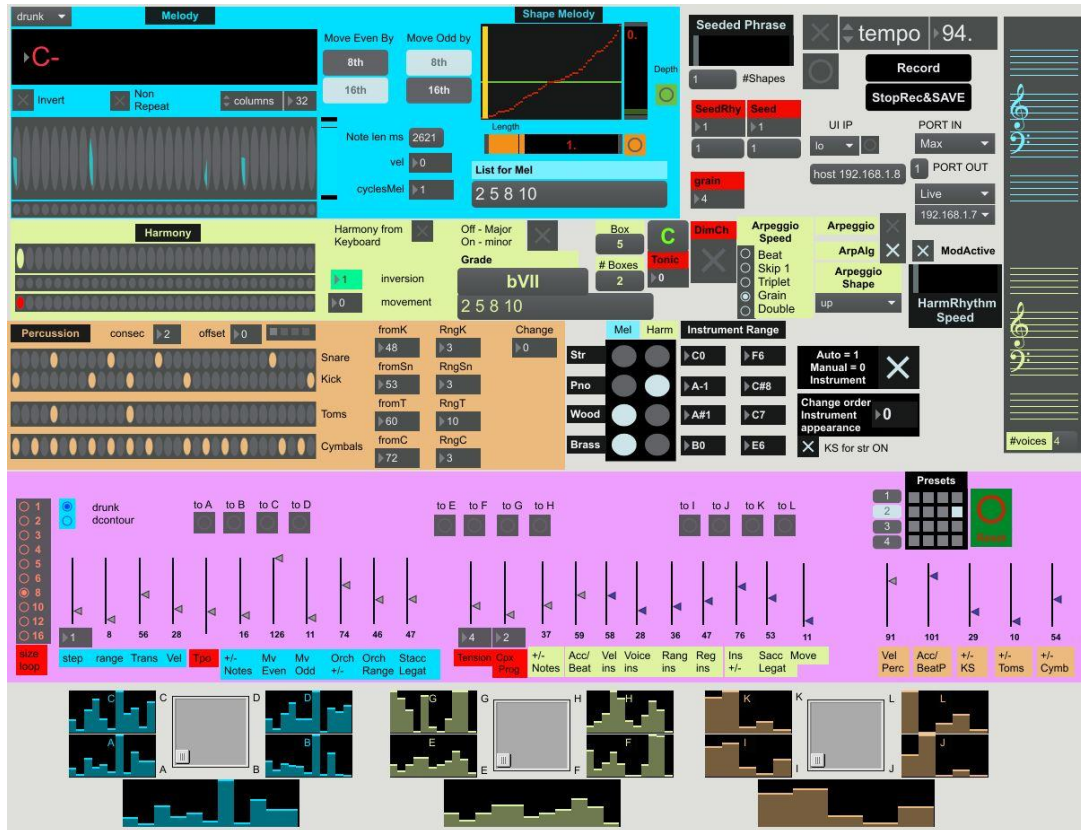 drunk
Melody
C-
Invert
Non
Repeat
columns
32
Move Even By
Move Odd by
8th
8th
16th
16th
Note len ms
2621
vel
0
cyclesMel
1
Shape Melody
0.
Depth
Length
1.
List for Mel
2 5 8 10
Seeded Phrase
1
#Shapes
SeedRhy
Seed
1
1
1
1
grain
4
tempo
94.
Record
StopRec&SAVE
UI IP
PORT IN
lo
Max
host 192.168.1.8
1
PORT OUT
Live
192.168.1.7
Harmony
Harmony from
Keyboard
Off - Major
On - minor
Grade
1
inversion
bVII
0
movement
2 5 8 10
Box
5
C
# Boxes
2
Tonic
0
DimCh
Arpeggio
Speed
Beat
Skip 1
Triplet
Grain
Double
Arpeggio
ArpAlg
ModActive
Arpeggio
Shape
up
HarmRhythm
Speed
Percussion
consec
2
offset
0
Snare
Kick
Toms
Cymbals
fromK
RngK
Change
48
3
0
fromSn
RngSn
53
3
fromT
RngT
60
10
fromC
RngC
72
3
Mel
Harm
Instrument Range
Str
C0
F6
Pno
A-1
C#8
Wood
A#1
C7
Brass
B0
E6
Auto = 1
Manual = 0
Instrument
Change order
Instrument
appearance
0
KS for str ON
#voices
4
1
2
3
4
5
6
8
10
12
16
size
loop
drunk
dcontour
to A
to B
to C
to D
to E
to F
to G
to H
to I
to J
to K
to L
Presets
1
2
3
4
1
8
56
28
16
126
11
74
46
47
4
2
37
59
58
28
36
47
76
53
11
91
101
29
10
54
step
range
Trans
Vel
Tpo
+/-
Notes
Mv
Even
Mv
Odd
Orch
+/-
Orch
Range
Stacc
Legat
Tension
Cpx
Prog
+/-
Notes
Acc/
Beat
Vel
ins
Voice
ins
Rang
ins
Reg
ins
Ins
+/-
Sacc
Legat
Move
Vel
Perc
Acc/
BeatP
+/-
KS
+/-
Toms
+/-
Cymb
C
C
D
D
A
A
B
B
G
G
H
H
E
E
F
F
K
K
L
L
I
I
J
J